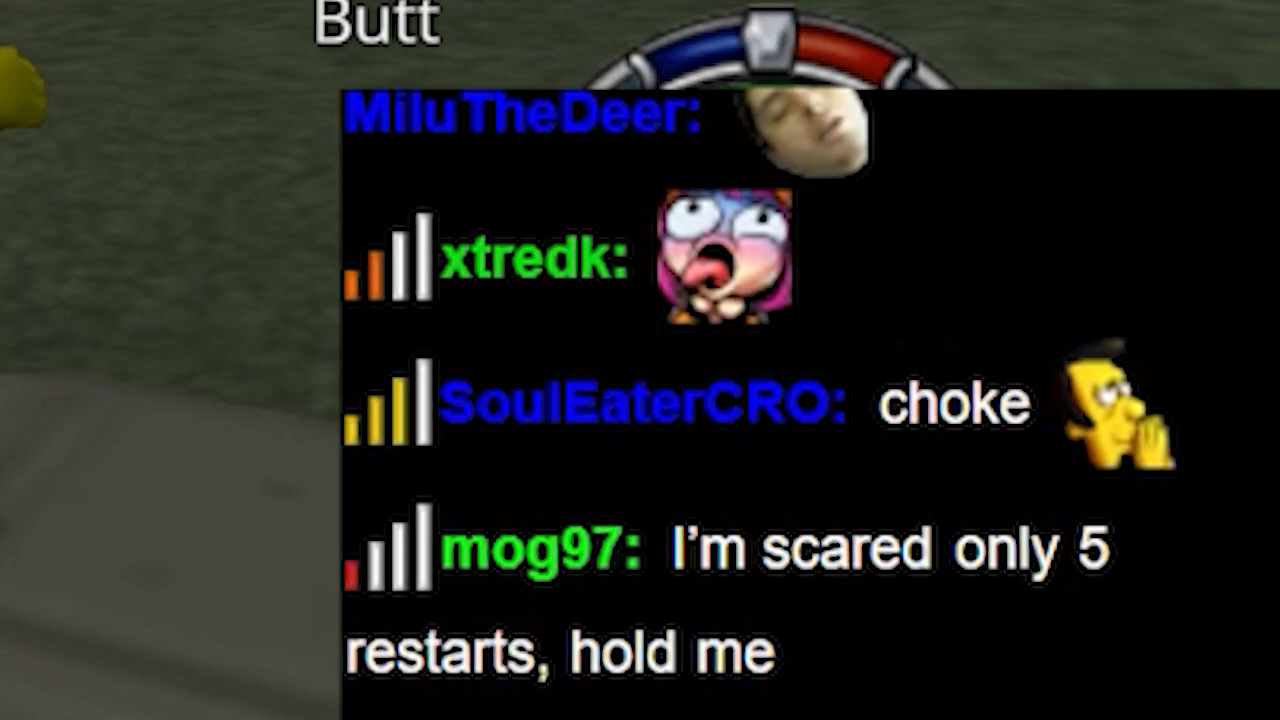 Butt
MiluTheDeer:
xtredk:
SoulEaterCRO: choke
mog97: I'm scared only 5
restarts, hold me